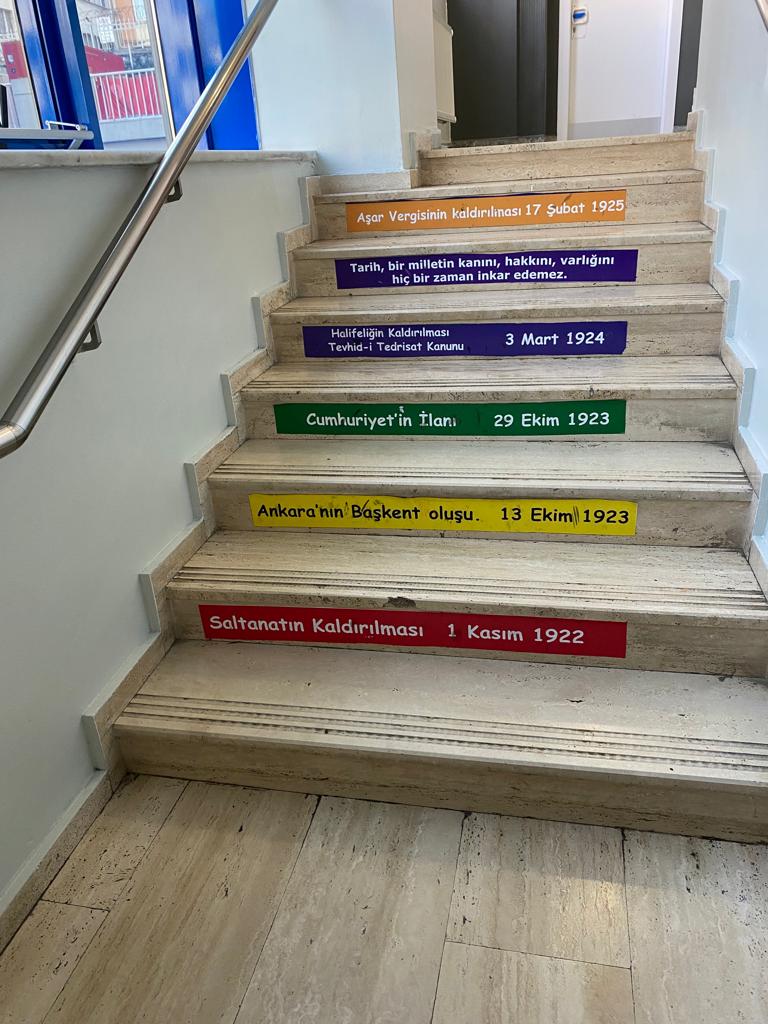 Aşar Vergisinin kaldırılması 17 Şubat 1925
Tarih, bir milletin kanını, hakkını, varlığını
hiç bir zaman inkar edemez.
Halifeliğin Kaldırılması
Tevhid-i Tedrisat Kanunu 3 Mart 1924
Cumhuriyet'in İlanı 29 Ekim 1923
Ankara'nın Başkent oluşu. 13 Ekim 1923
Saltanatın Kaldırılması 1 Kasım 1922